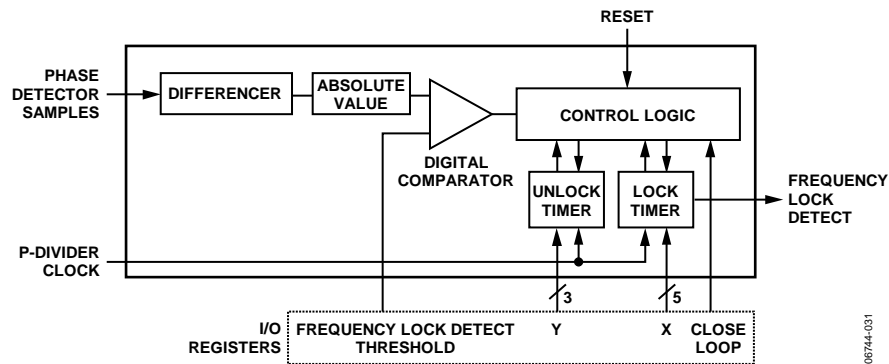 RESET
PHASE
DETECTOR
SAMPLES
DIFFERENCER
ABSOLUTE
VALUE
DIGITAL
COMPARATOR
CONTROL LOGIC
UNLOCK
TIMER
LOCK
TIMER
FREQUENCY
LOCK
DETECT
P-DIVIDER
CLOCK
3
5
I/O
REGISTERS
FREQUENCY LOCK DETECT
THRESHOLD
Y
X
CLOSE
LOOP
06744-031